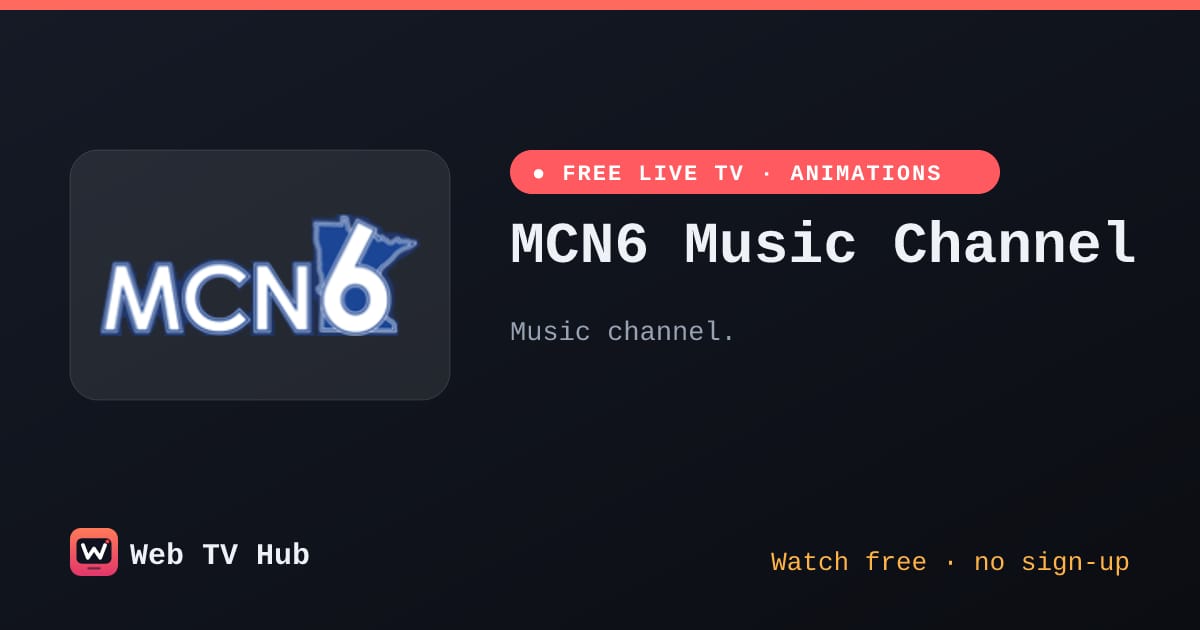 MCN6
● FREE LIVE TV · ANIMATIONS
MCN6 Music Channel
Music channel.
W
Web TV Hub
Watch free · no sign-up